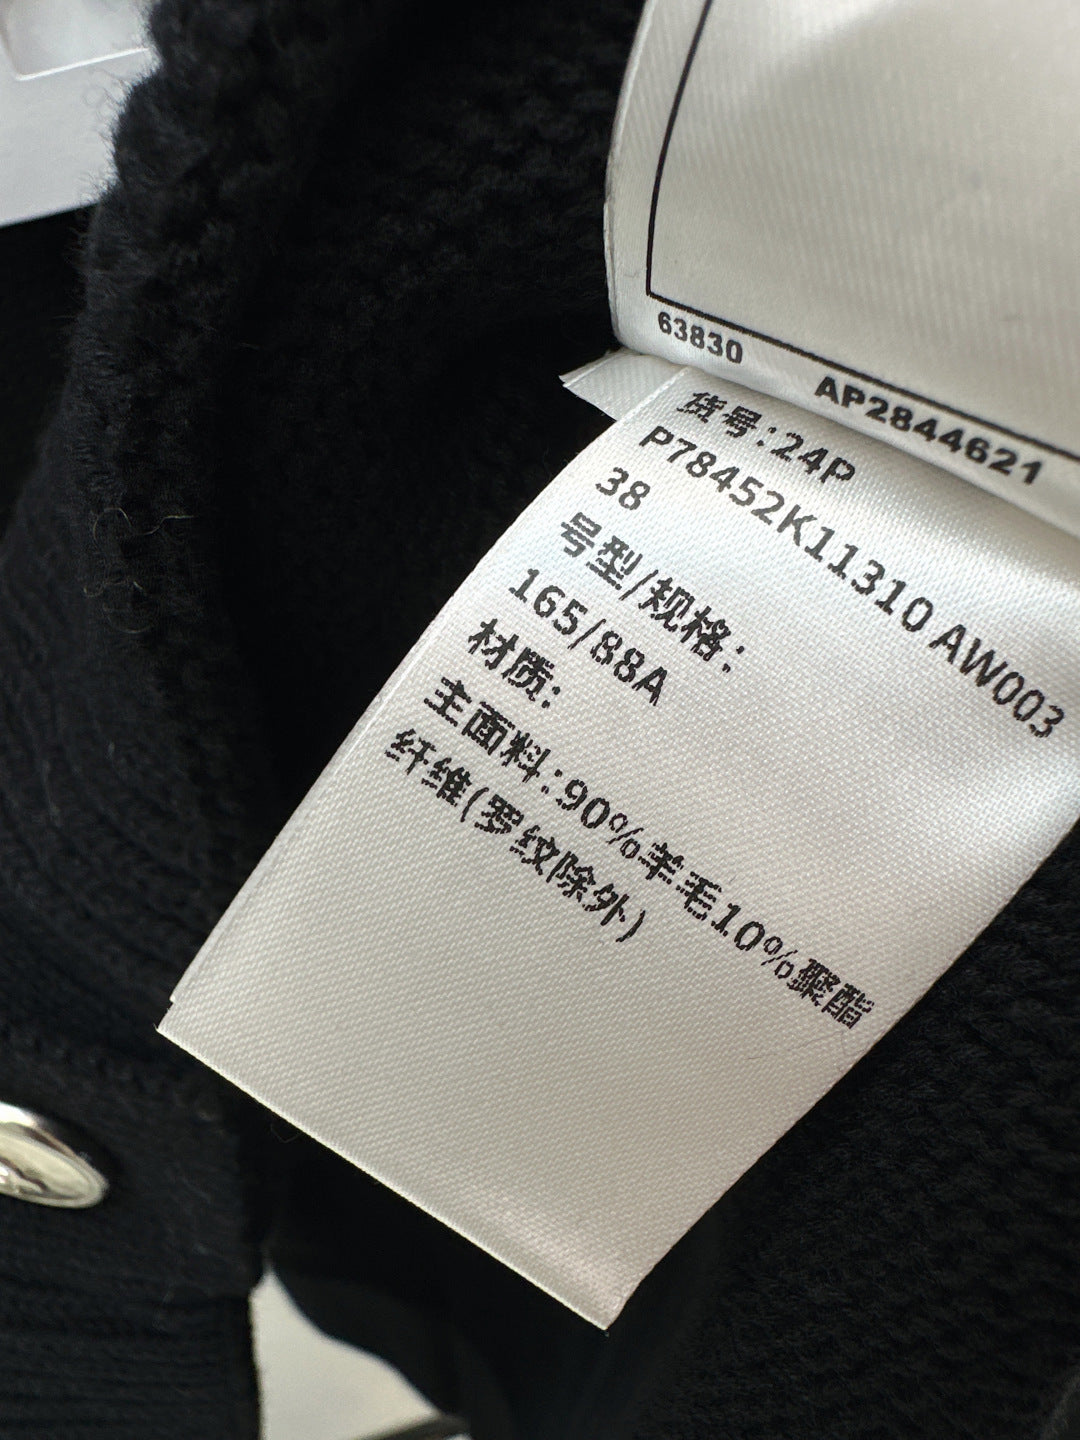 63830 AP2844621
货号:24P
P78452K11310 AW003
38
号型/规格:
165/88A
材质:
主面料:90%羊毛10%聚酯
纤维(罗纹除外)